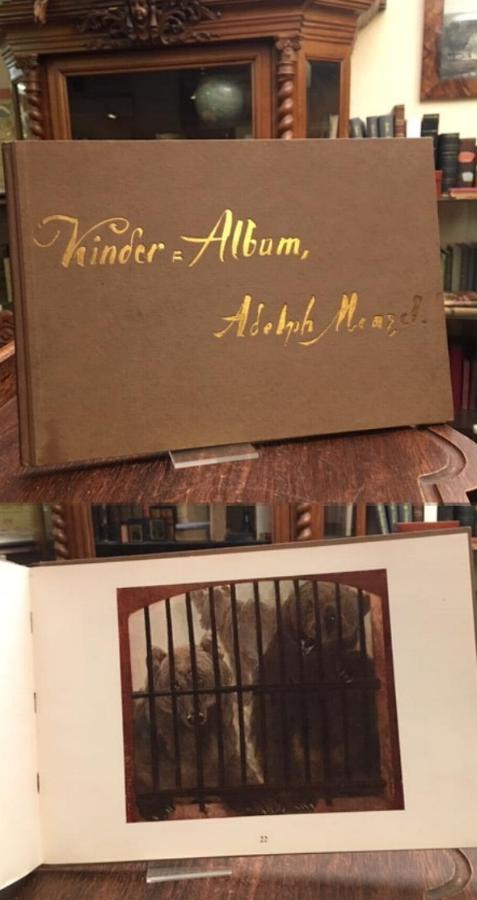 Kinder = Album,
Adolph Menzel.
22